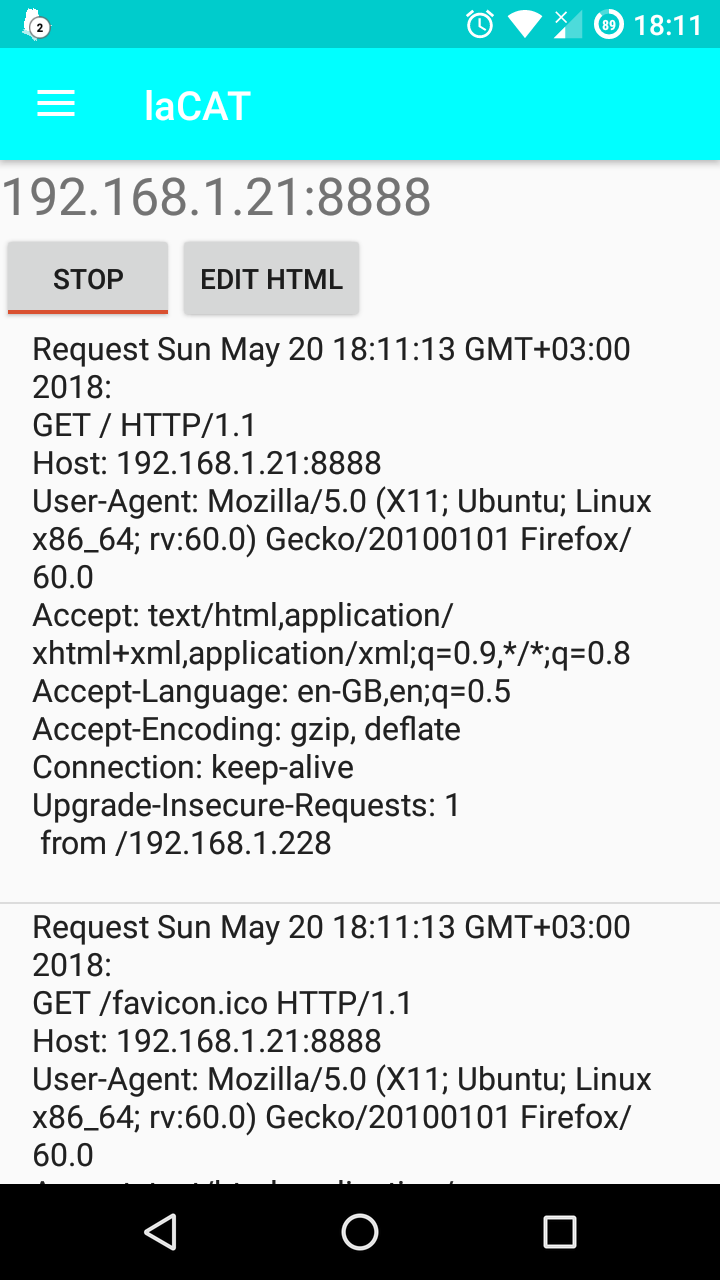 2
89
18:11
laCAT
192.168.1.21:8888
STOP
EDIT HTML
Request Sun May 20 18:11:13 GMT+03:00
2018:
GET / HTTP/1.1
Host: 192.168.1.21:8888
User-Agent: Mozilla/5.0 (X11; Ubuntu; Linux
x86_64; rv:60.0) Gecko/20100101 Firefox/
60.0
Accept: text/html,application/
xhtml+xml,application/xml;q=0.9,*/*;q=0.8
Accept-Language: en-GB,en;q=0.5
Accept-Encoding: gzip, deflate
Connection: keep-alive
Upgrade-Insecure-Requests: 1
from /192.168.1.228
Request Sun May 20 18:11:13 GMT+03:00
2018:
GET /favicon.ico HTTP/1.1
Host: 192.168.1.21:8888
User-Agent: Mozilla/5.0 (X11; Ubuntu; Linux
x86_64; rv:60.0) Gecko/20100101 Firefox/
60.0